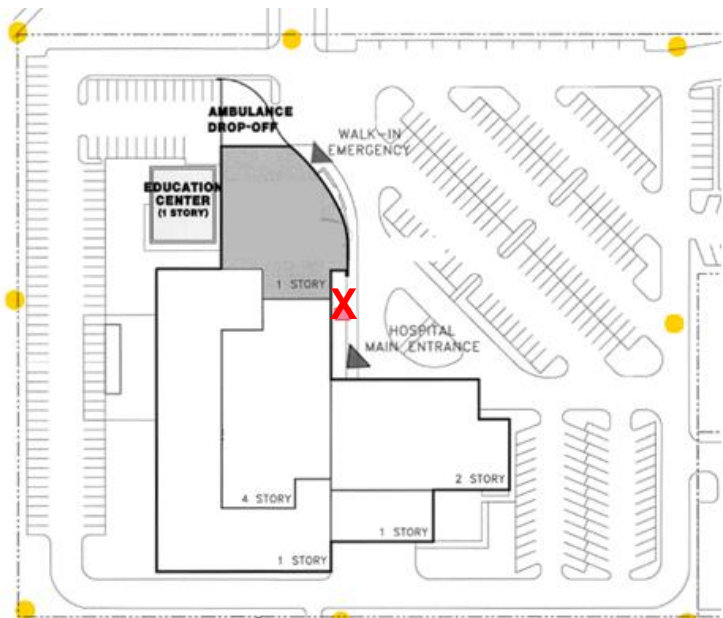 AMBULANCE
DROP-OFF
WALK-IN
EMERGENCY
EDUCATION
CENTER
(1 STORY)
1 STORY
X
HOSPITAL
MAIN ENTRANCE
2 STORY
4 STORY
1 STORY
1 STORY